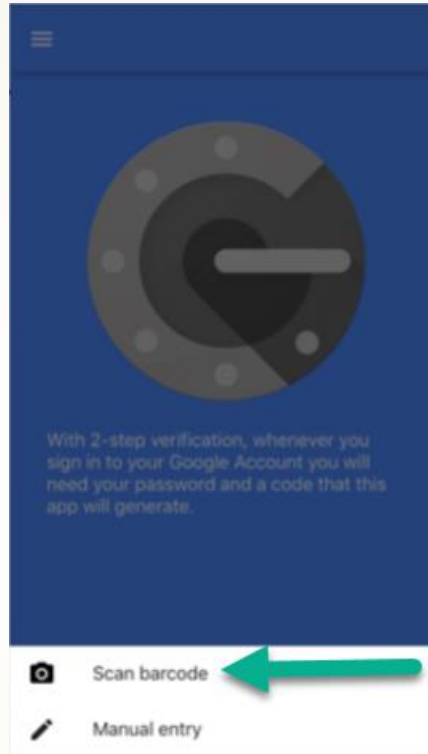 With 2-step verification, whenever you
sign in to your Google Account you will
need your password and a code that this
app will generate.
Scan barcode
Manual entry